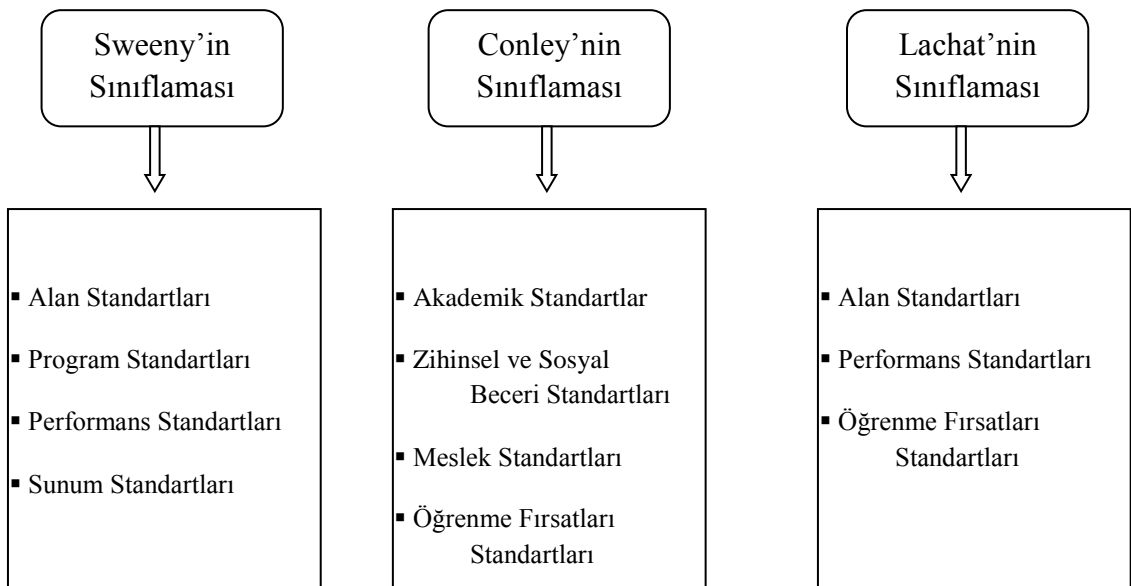 Sweeny’in
Sınıflaması
Conley’nin
Sınıflaması
Lachat’nin
Sınıflaması
▪ Alan Standartları
▪ Program Standartları
▪ Performans Standartları
▪ Sunum Standartları
▪ Akademik Standartlar
▪ Zihinsel ve Sosyal
Beceri Standartları
▪ Meslek Standartları
▪ Öğrenme Fırsatları
Standartları
▪ Alan Standartları
▪ Performans Standartları
▪ Öğrenme Fırsatları
Standartları